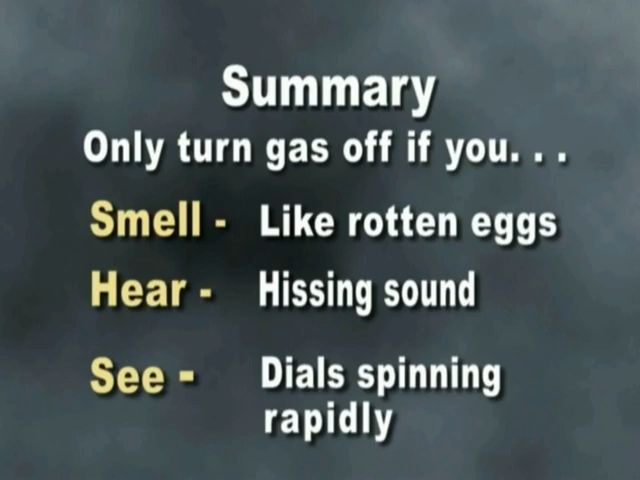 Summary
Only turn gas off if you. . .
Smell - Like rotten eggs
Hear - Hissing sound
See - Dials spinning
rapidly